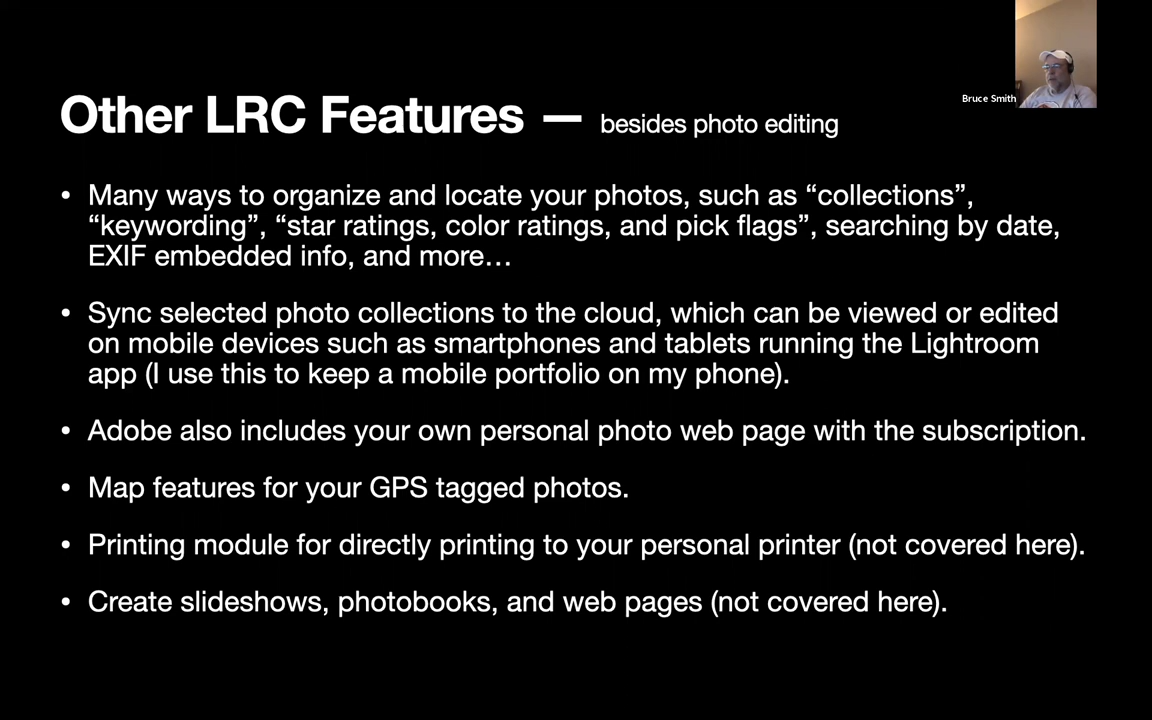 Bruce Smith
Other LRC Features — besides photo editing
• Many ways to organize and locate your photos, such as “collections”,
“keywording”, “star ratings, color ratings, and pick flags”, searching by date,
EXIF embedded info, and more…
• Sync selected photo collections to the cloud, which can be viewed or edited
on mobile devices such as smartphones and tablets running the Lightroom
app (I use this to keep a mobile portfolio on my phone).
• Adobe also includes your own personal photo web page with the subscription.
• Map features for your GPS tagged photos.
• Printing module for directly printing to your personal printer (not covered here).
• Create slideshows, photobooks, and web pages (not covered here).